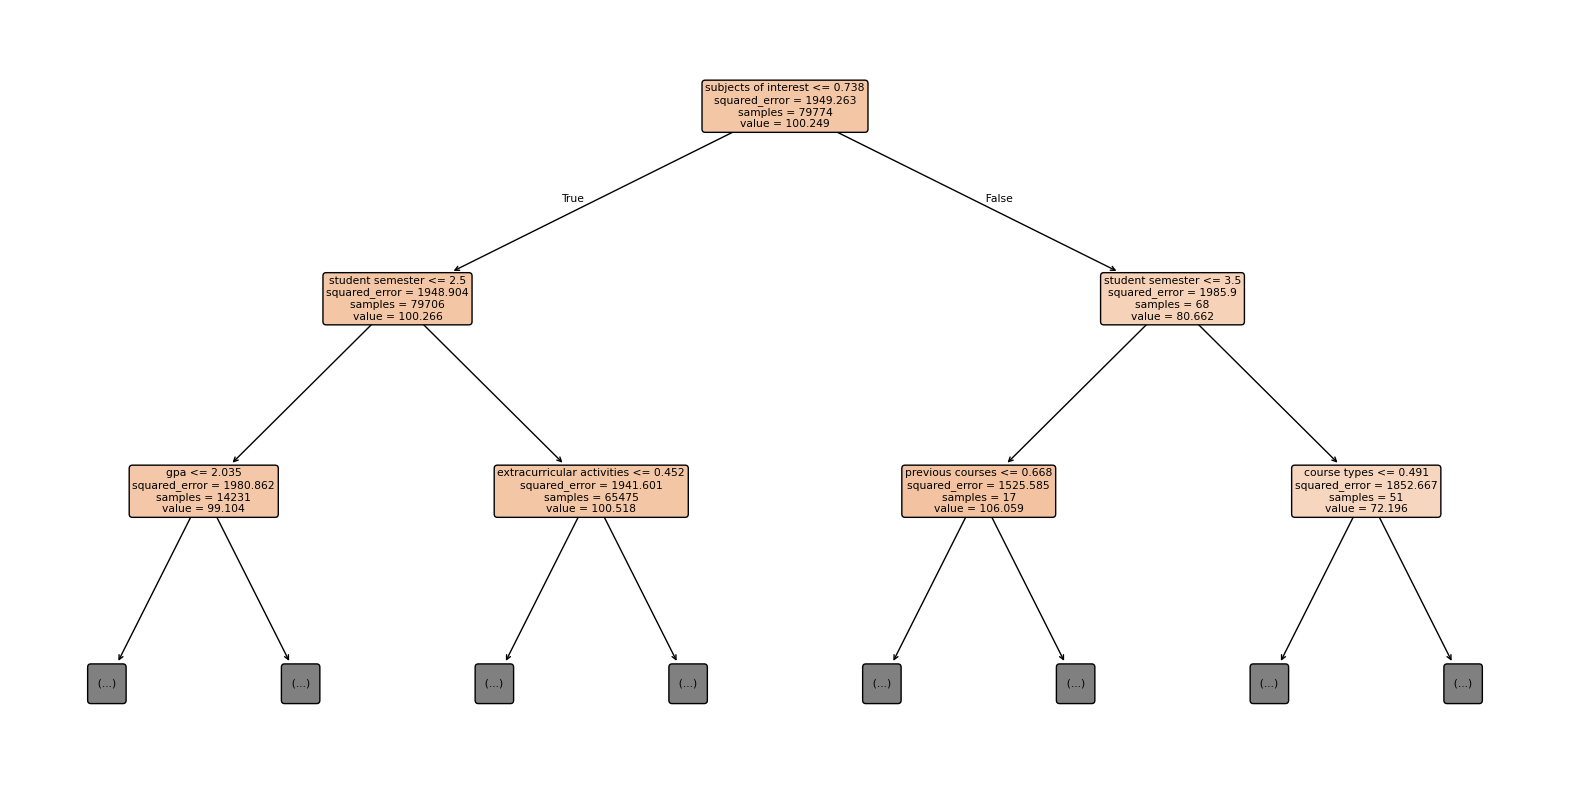 subjects of interest <= 0.738
squared_error = 1949.263
samples = 79774
value = 100.249
True
False
student semester <= 2.5
squared_error = 1948.904
samples = 79706
value = 100.266
student semester <= 3.5
squared_error = 1985.9
samples = 68
value = 80.662
gpa <= 2.035
squared_error = 1980.862
samples = 14231
value = 99.104
extracurricular activities <= 0.452
squared_error = 1941.601
samples = 65475
value = 100.518
previous courses <= 0.668
squared_error = 1525.585
samples = 17
value = 106.059
course types <= 0.491
squared_error = 1852.667
samples = 51
value = 72.196
(...)
(...)
(...)
(...)
(...)
(...)
(...)
(...)